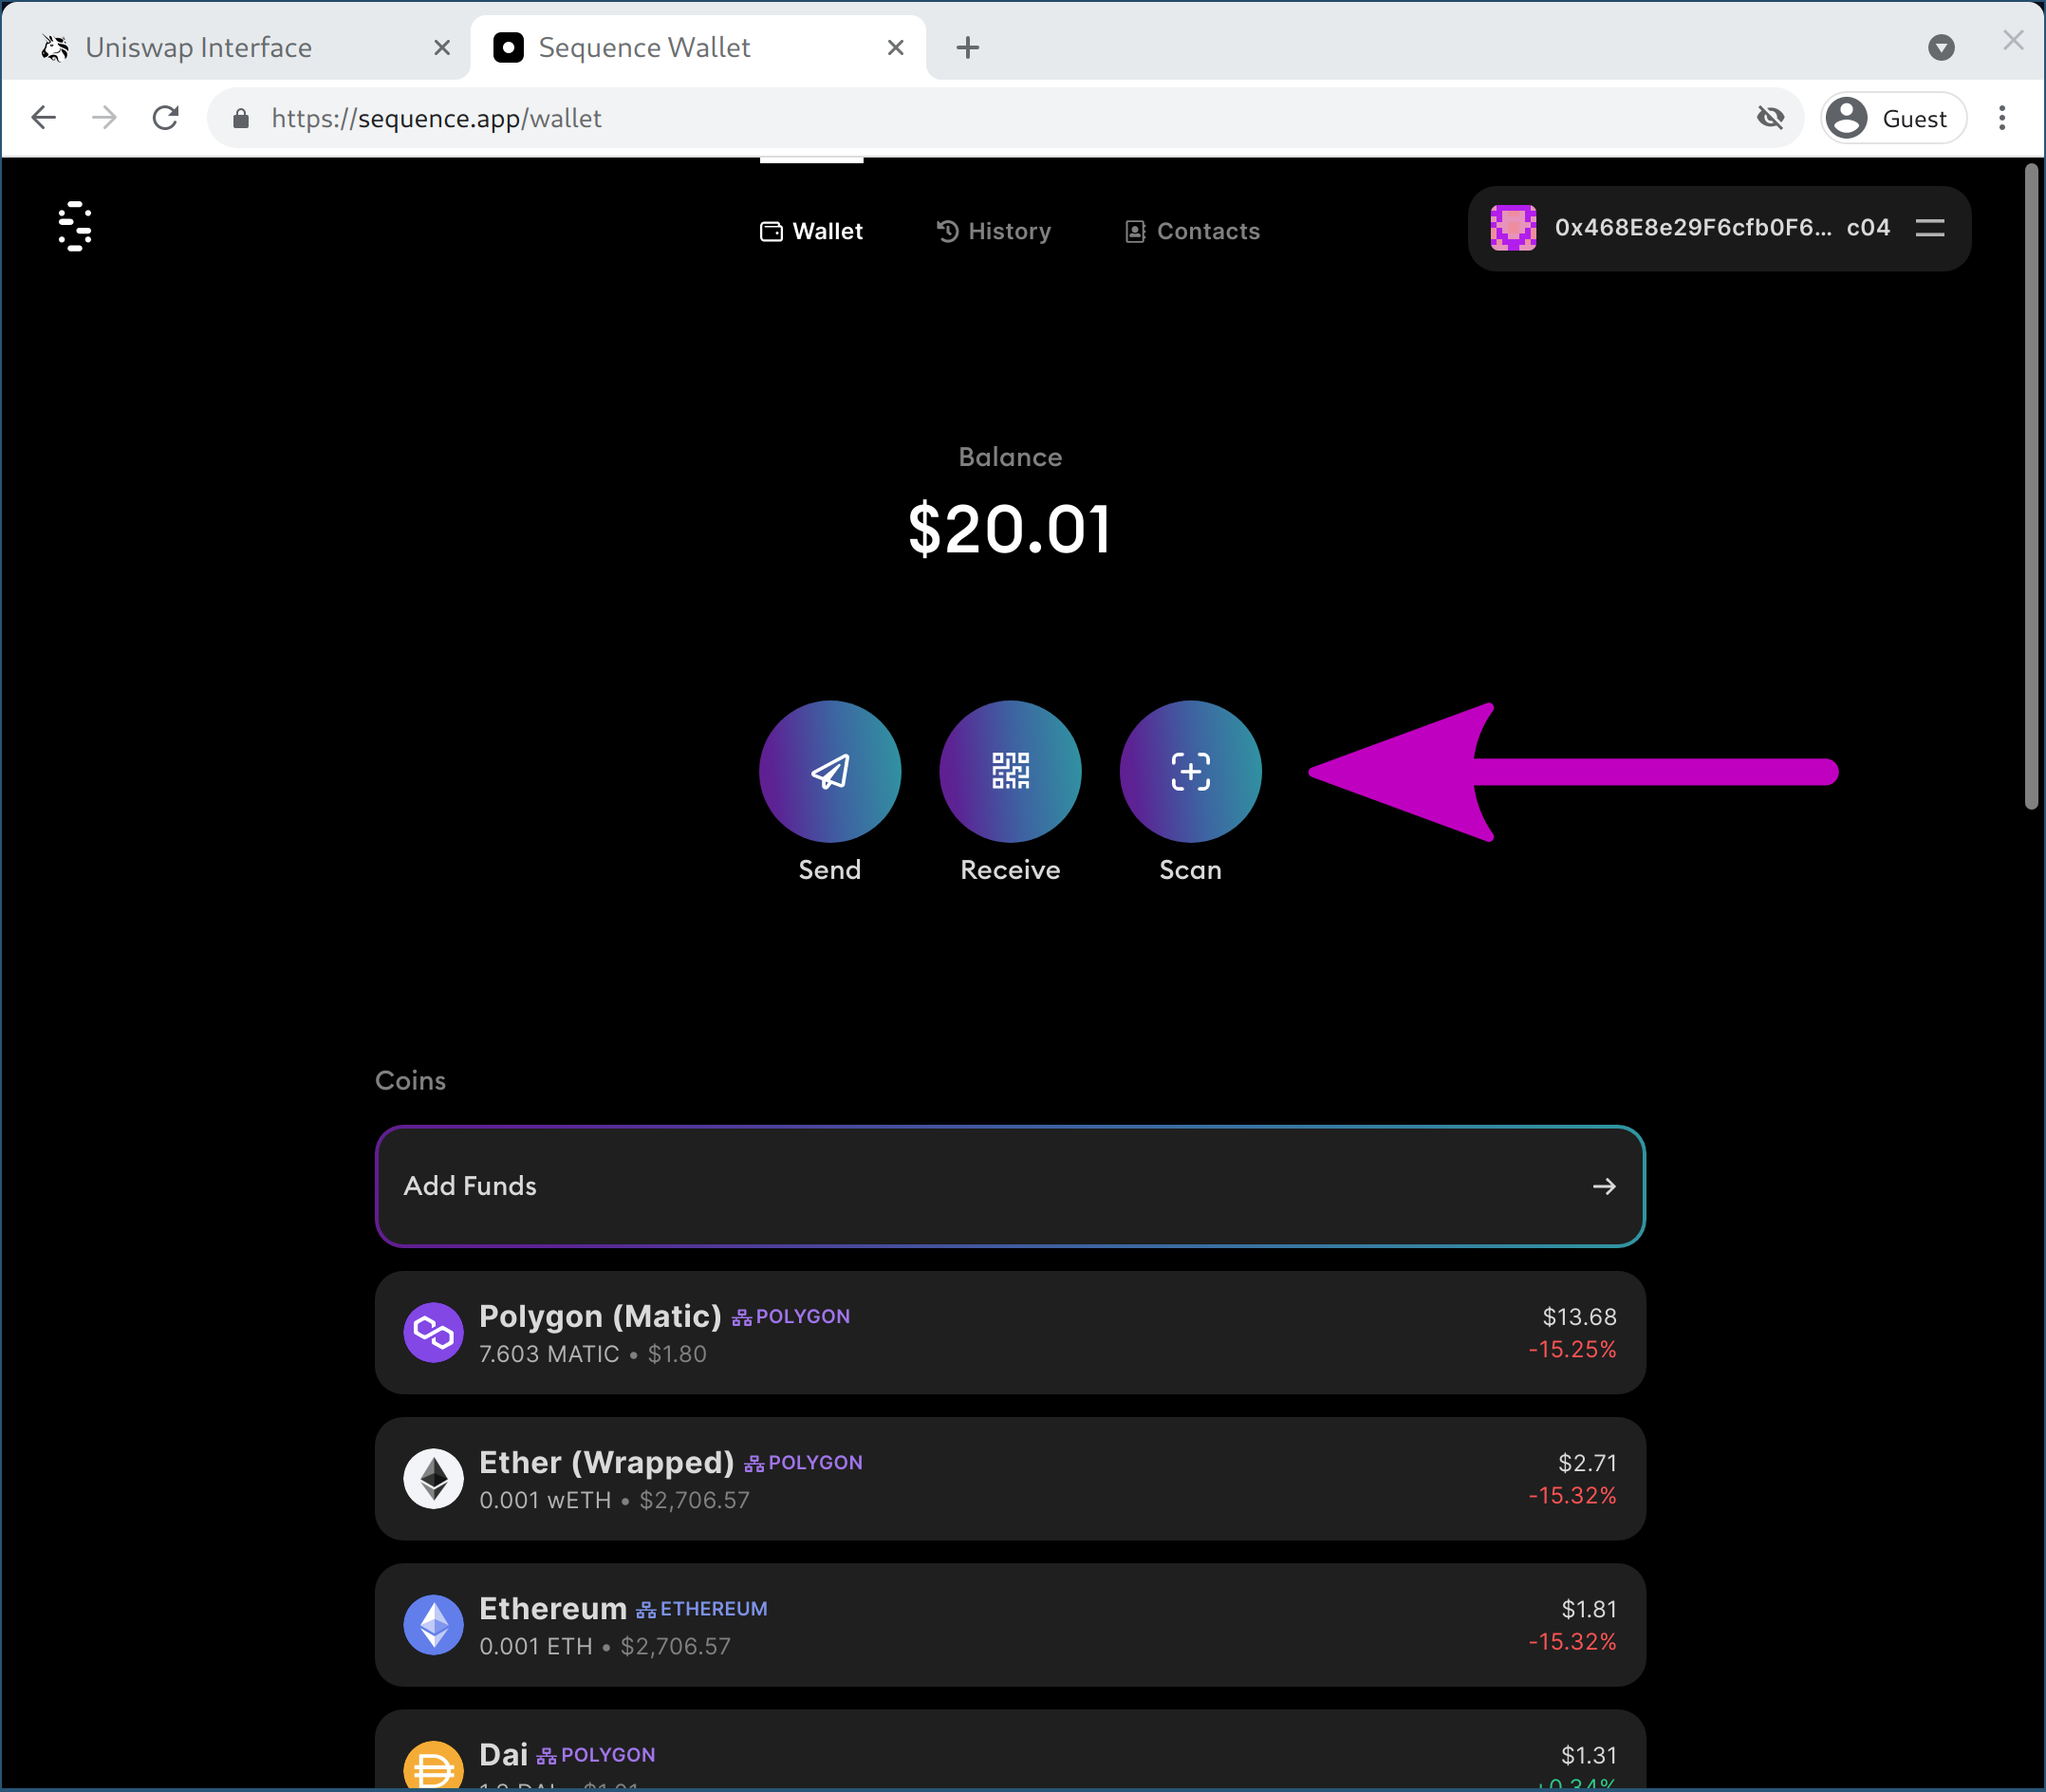 Uniswap Interface
Sequence Wallet
https://sequence.app/wallet
Guest
Wallet
History
Contacts
0x468E8e29F6cfb0F6... c04
Balance
$20.01
Send
Receive
Scan
Coins
Add Funds
Polygon (Matic) POLYGON
$13.68
7.603 MATIC • $1.80
-15.25%
Ether (Wrapped) POLYGON
$2.71
0.001 wETH • $2,706.57
-15.32%
Ethereum ETHEREUM
$1.81
0.001 ETH • $2,706.57
-15.32%
Dai POLYGON
$1.31